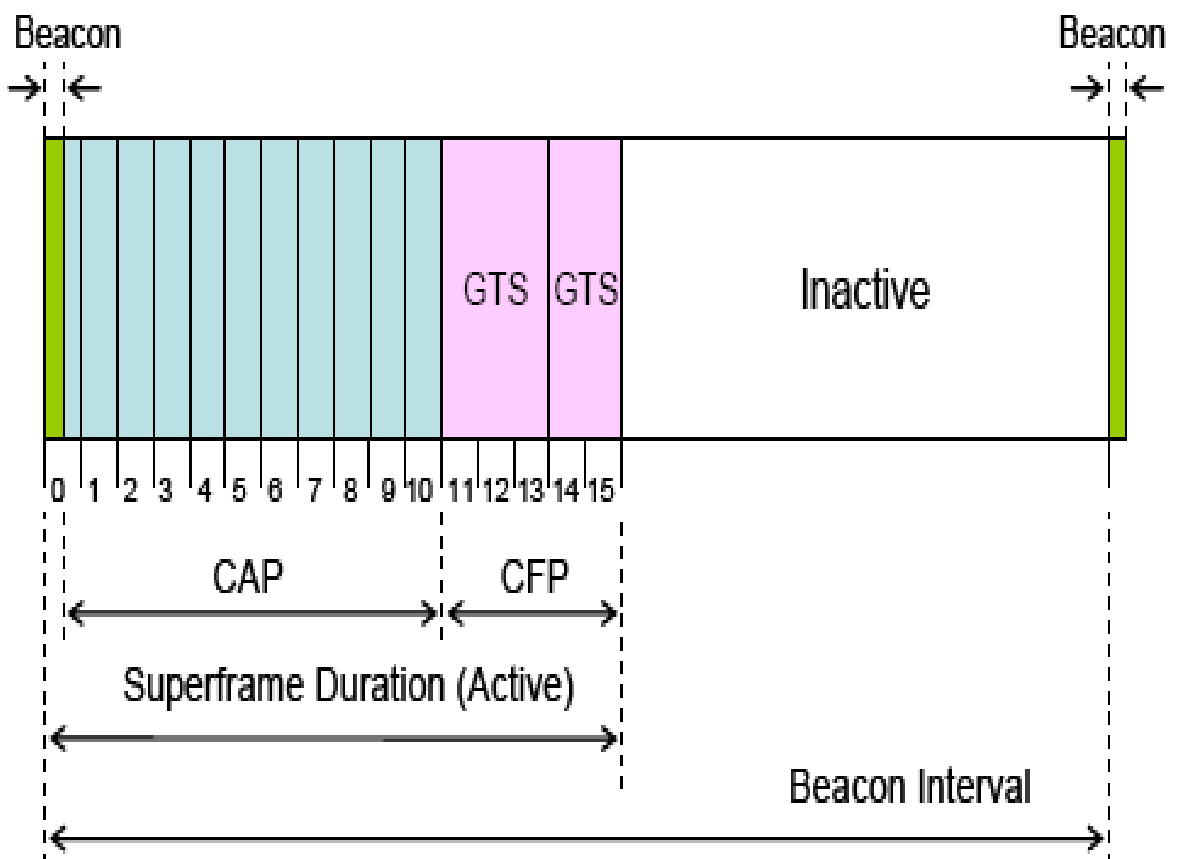 Beacon Beacon
GTS GTS Inactive
0 1 2 3 4 5 6 7 8 9 10 11 12 13 14 15
CAP CFP
Superframe Duration (Active)
Beacon Interval